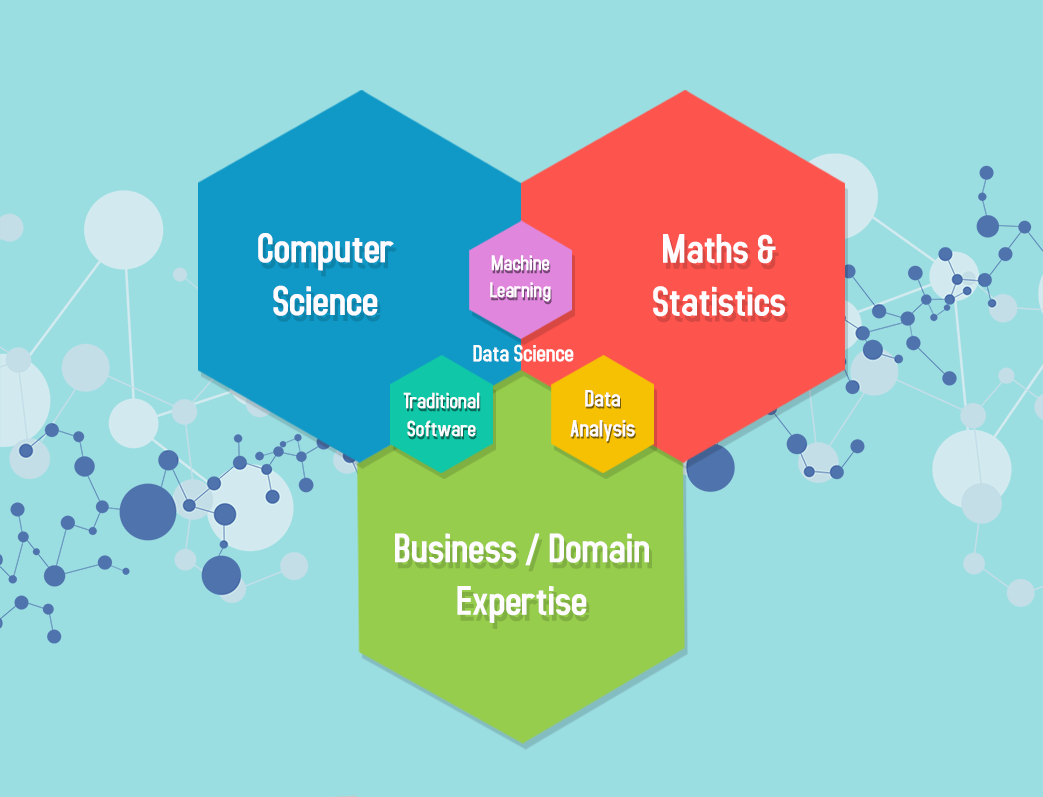 Computer
Science
Maths &
Statistics
Machine
Learning
Data Science
Traditional
Software
Data
Analysis
Business / Domain
Expertise